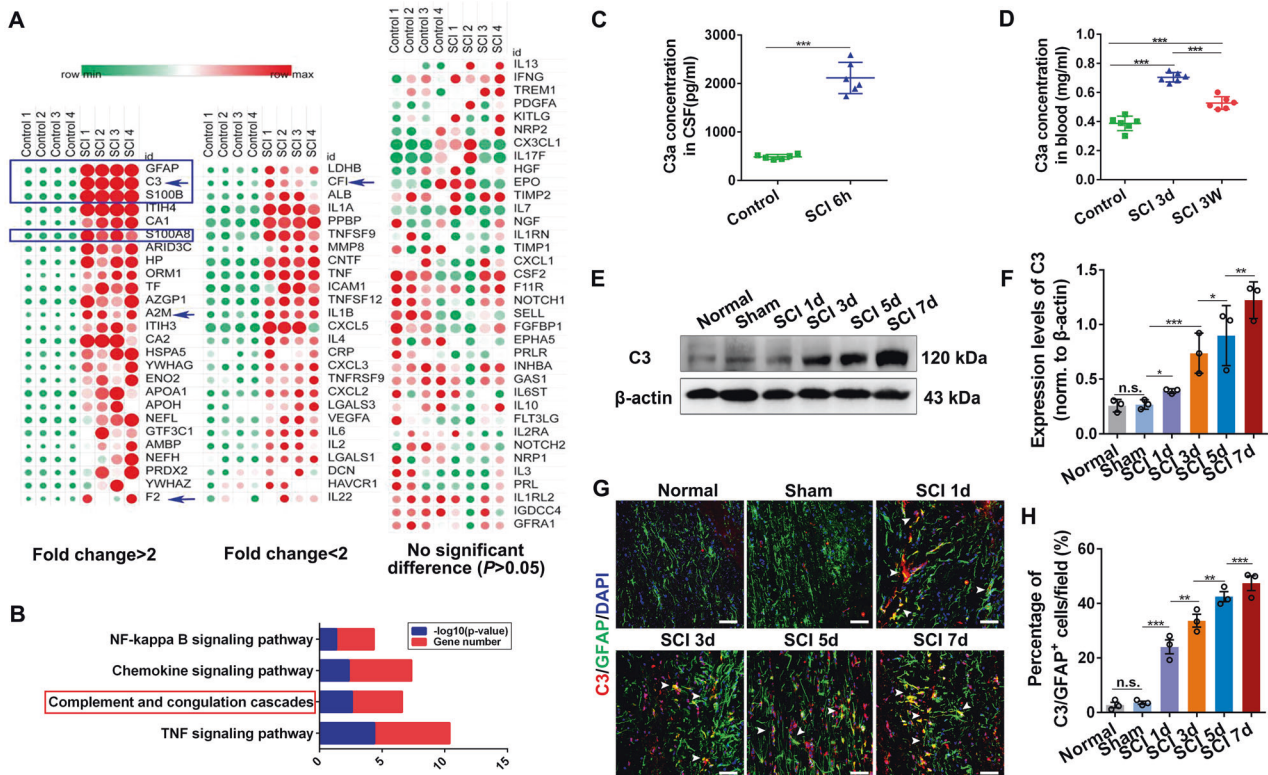 A
row min
row max
Control 1
Control 2
Control 3
Control 4
SCI 1
SCI 2
SCI 3
SCI 4
id
GFAP
C3
S100B
ITIH4
CA1
S100A8
ARID3C
HP
ORM1
TF
AZGP1
A2M
ITIH3
CA2
HSPA5
YWHAG
ENO2
APOA1
APOH
NEFL
GTF3C1
AMBP
NEFH
PRDX2
YWHAZ
F2
Fold change>2
Control 1
Control 2
Control 3
Control 4
SCI 1
SCI 2
SCI 3
SCI 4
id
LDHB
CFI
ALB
IL1A
PPBP
TNFSF9
MMP8
CNTF
TNF
ICAM1
TNFSF12
IL1B
CXCL5
IL4
CRP
CXCL3
TNFRSF9
CXCL2
LGALS3
VEGFA
IL6
IL2
LGALS1
DCN
HAVCR1
IL22
Fold change<2
Control 1
Control 2
Control 3
Control 4
SCI 1
SCI 2
SCI 3
SCI 4
id
IL13
IFNG
TREM1
PDGFA
KITLG
NRP2
CX3CL1
IL17F
HGF
EPO
TIMP2
IL7
NGF
IL1RN
TIMP1
CXCL1
CSF2
F11R
NOTCH1
SELL
FGFBP1
EPHA5
PRLR
INHBA
GAS1
IL6ST
IL10
FLT3LG
IL2RA
NOTCH2
NRP1
IL3
PRL
IL1RL2
IGDCC4
GFRA1
No significant
difference (P>0.05)
B
NF-kappa B signaling pathway
Chemokine signaling pathway
Complement and congulation cascades
TNF signaling pathway
-log10(p-value)
Gene number
0
5
10
15
C
C3a concentration
in CSF(pg/ml)
3000
2000
1000
0
***
Control
SCI 6h
D
C3a concentration
in blood (mg/ml)
1.0
0.8
0.6
0.4
0.2
0.0
***
***
***
Control
SCI 3d
SCI 3W
E
Normal
Sham
SCI 1d
SCI 3d
SCI 5d
SCI 7d
C3
120 kDa
β-actin
43 kDa
F
Expression levels of C3
(norm. to β-actin)
1.5
1.0
0.5
0.0
n.s.
*
***
*
**
Normal
Sham
SCI 1d
SCI 3d
SCI 5d
SCI 7d
G
C3/GFAP/DAPI
Normal
Sham
SCI 1d
SCI 3d
SCI 5d
SCI 7d
H
Percentage of
C3/GFAP+ cells/field (%)
60
40
20
0
n.s.
***
**
**
***
Normal
Sham
SCI 1d
SCI 3d
SCI 5d
SCI 7d